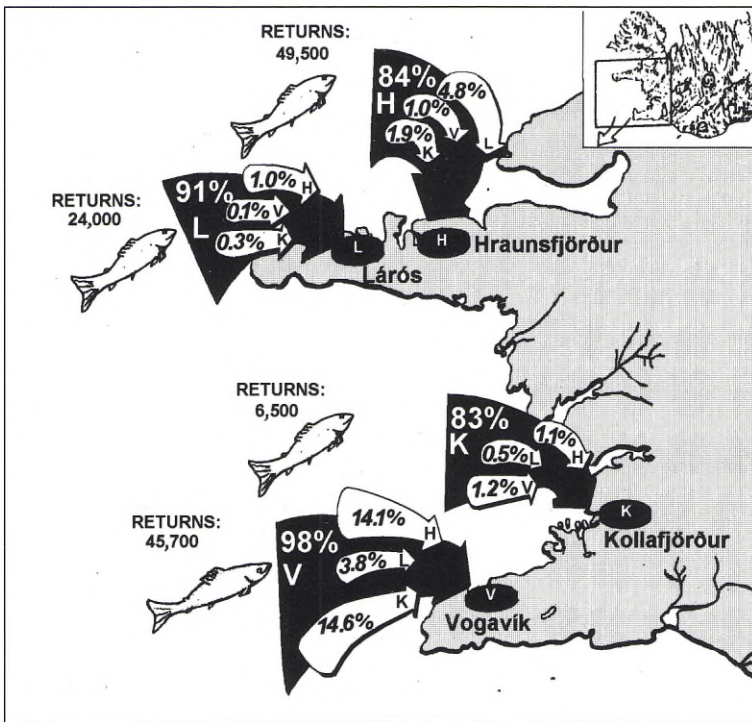 RETURNS:
49,500
84%
H
4.8%
1.0%
1.9%
V
L
K
RETURNS:
24,000
91%
L
1.0%
H
0.1%
V
0.3%
K
L
Lárós
L
H
Hraunsfjörður
RETURNS:
6,500
83%
K
1.1%
H
0.5%
L
1.2%
V
K
Kollafjörður
RETURNS:
45,700
98%
V
14.1%
H
3.8%
L
14.6%
K
V
Vogavík